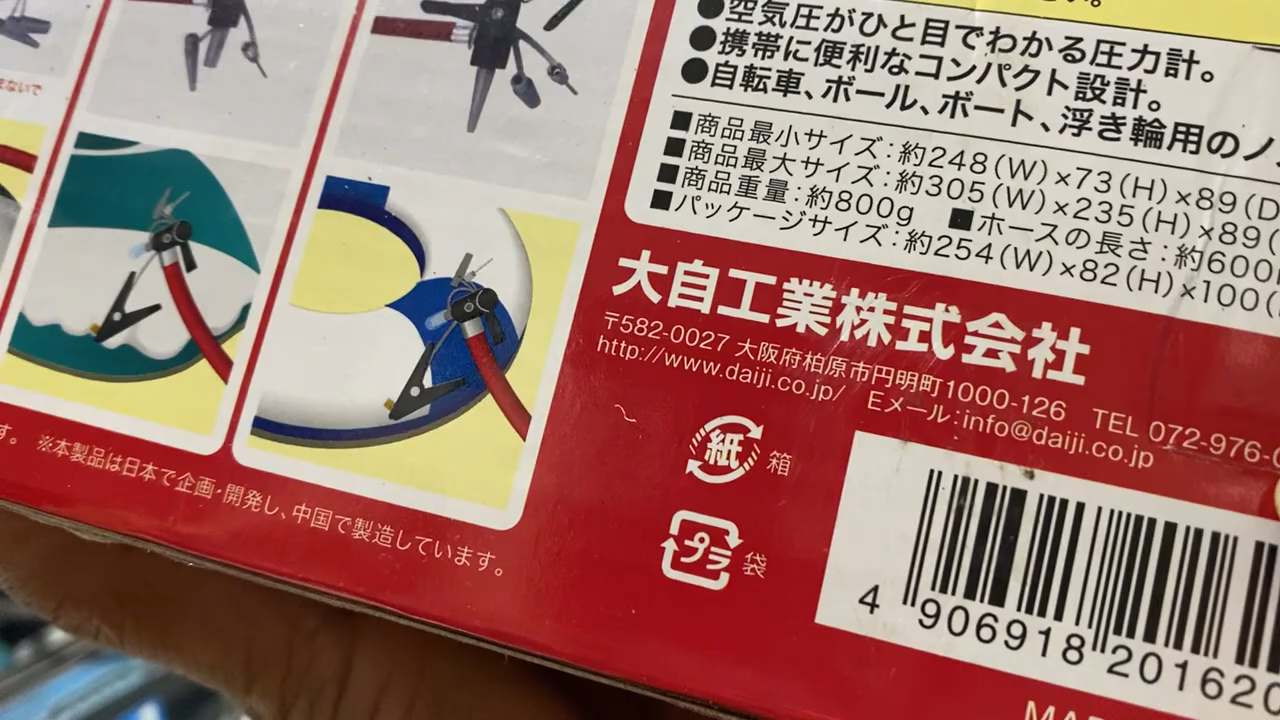 ●空気圧がひと目でわかる圧力計。
●携帯に便利なコンパクト設計。
●自転車、ボール、ボート、浮き輪用のノ
■商品最小サイズ:約248(W)×73(H)×89(D
■商品最大サイズ:約305(W)×235(H)×89(
■商品重量:約800g ■ホースの長さ:約600
■パッケージサイズ:約254(W)×82(H)×100(
大自工業株式会社
〒582-0027 大阪府柏原市円明町1000-126 TEL 072-976-
http://www.daiji.co.jp/ Eメール:info@daiji.co.jp
紙 箱
プラ 袋
4 906918 201620
ないで
す。 ※本製品は日本で企画・開発し、中国で製造しています。